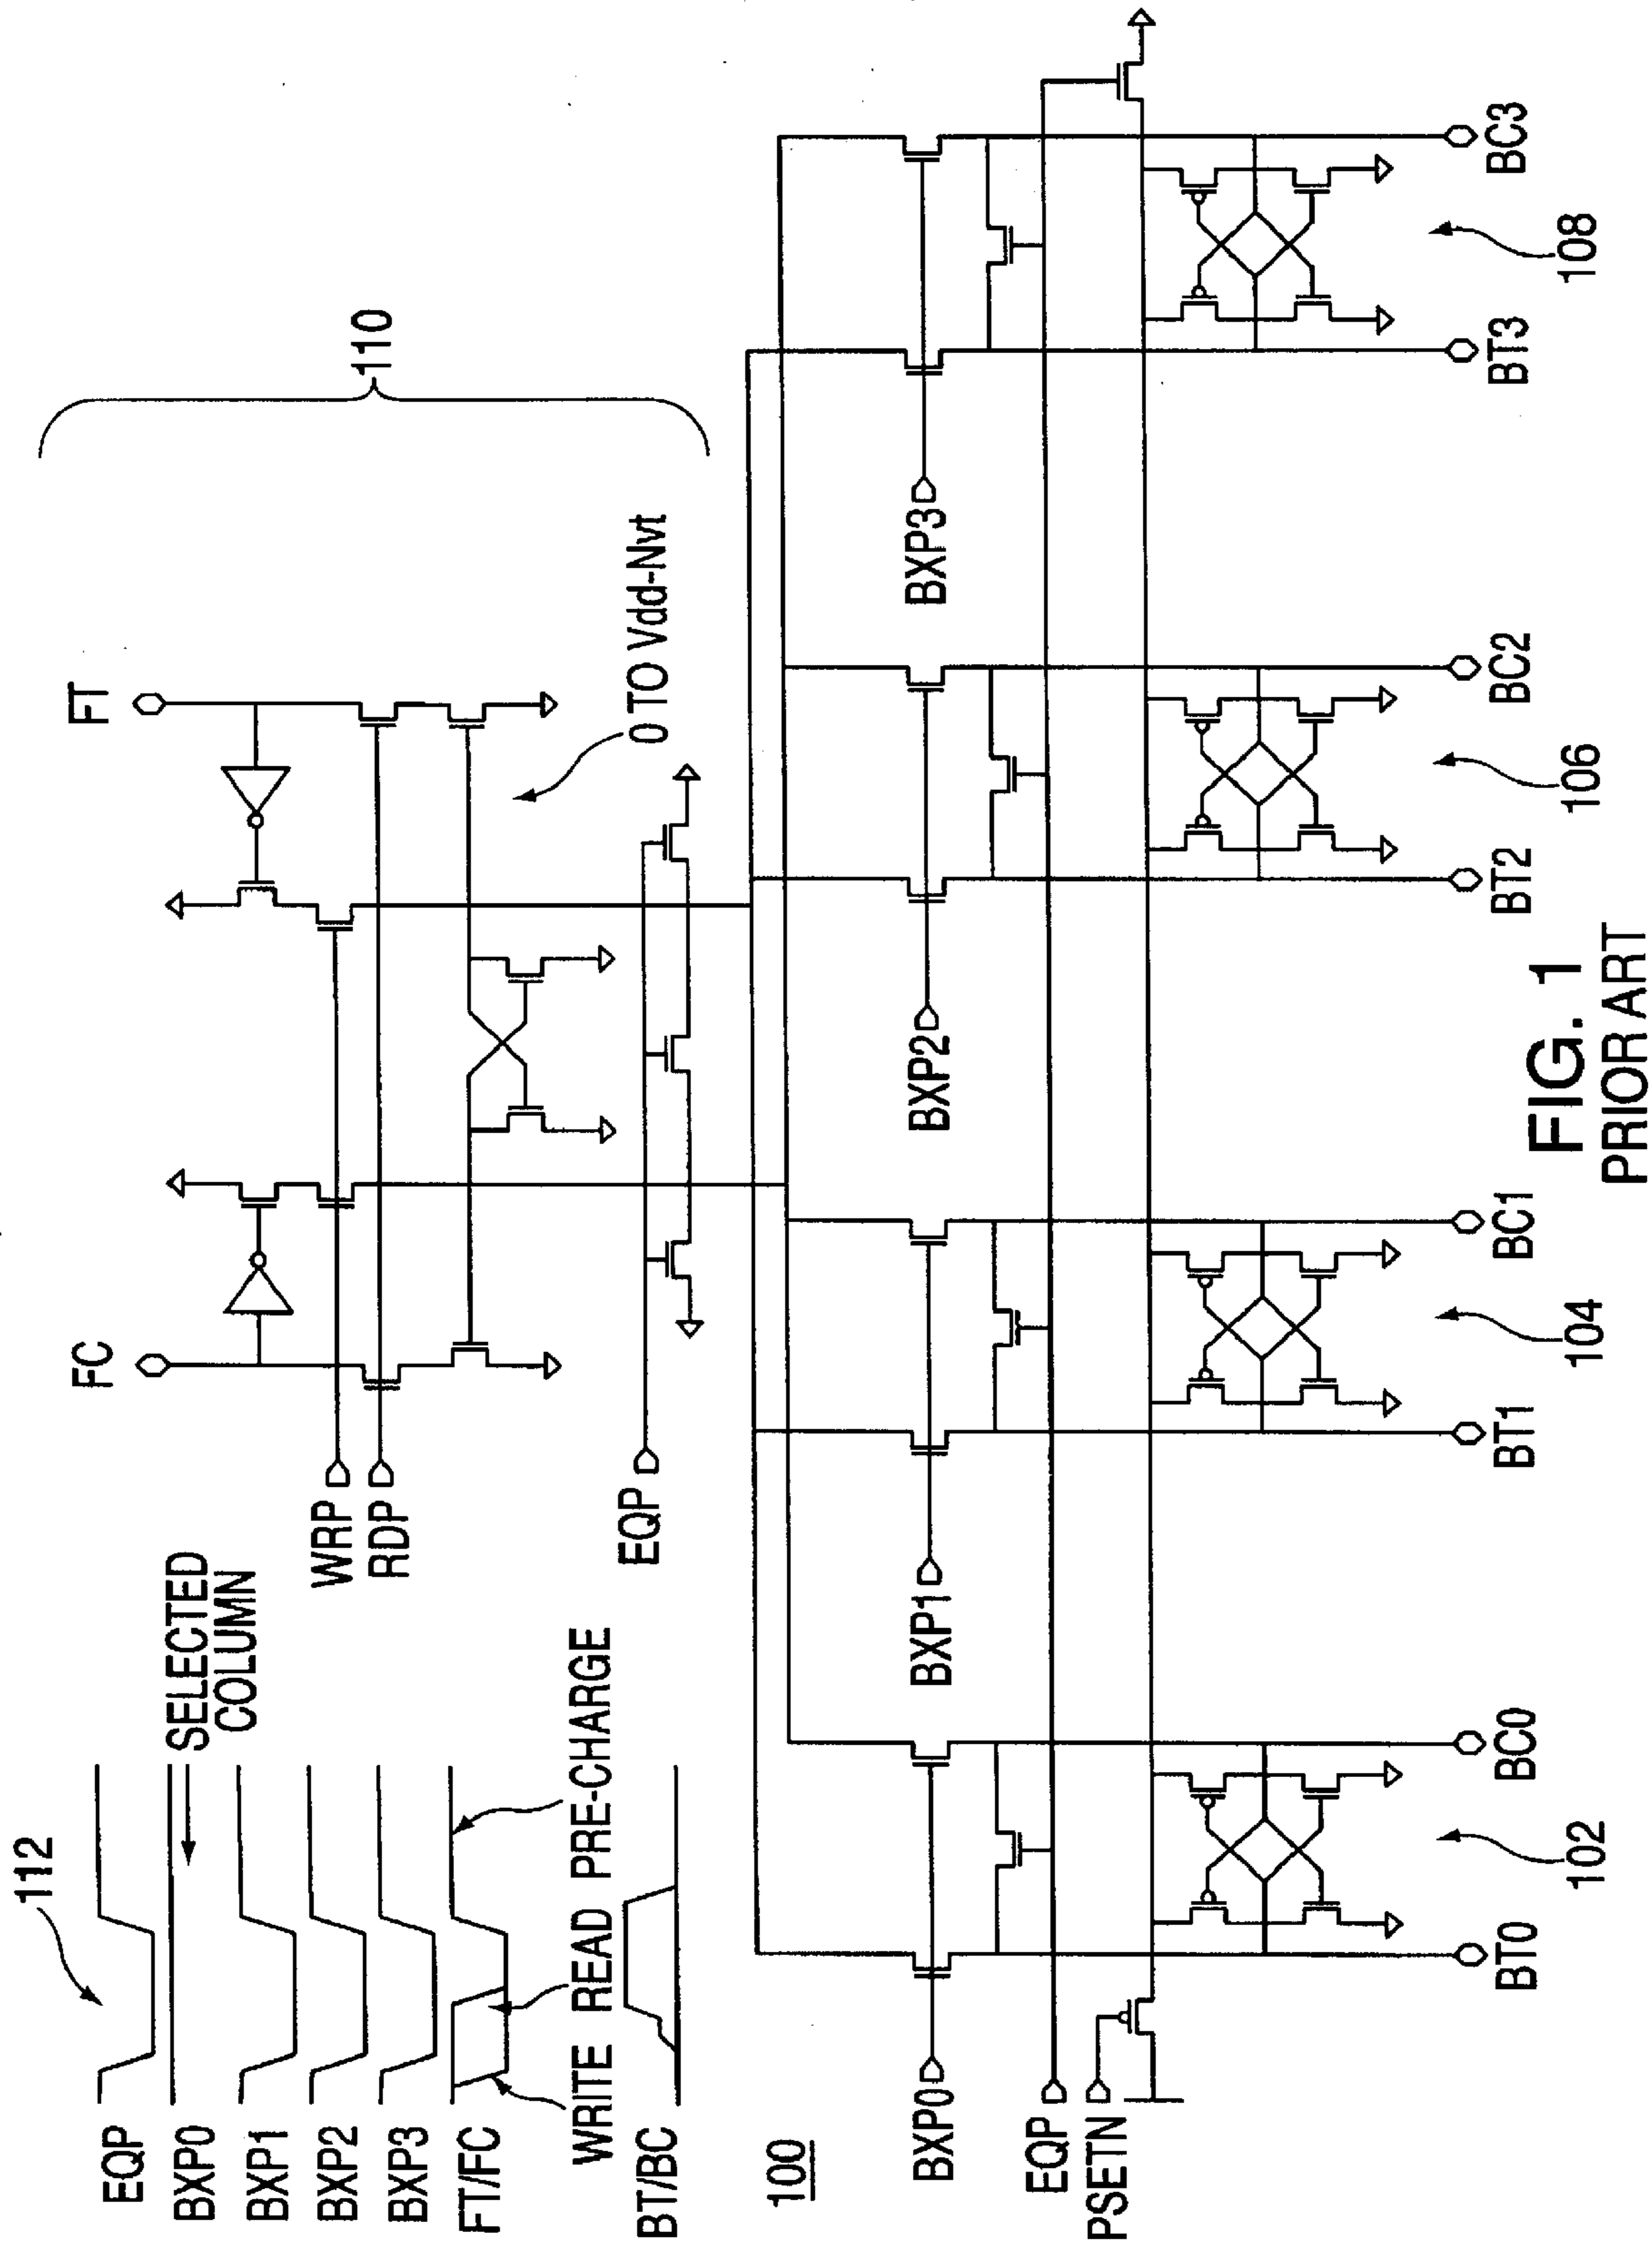 112
EQP
BXP0
SELECTED
COLUMN
BXP1
BXP2
BXP3
FT/FC
WRITE READ PRE-CHARGE
BT/BC
100
FC
FT
WRP
RDP
EQP
0 TO Vdd-Nvt
110
BXP0
BXP1
BXP2
BXP3
EQP
PSETN
BT0
BC0
BT1
BC1
BT2
BC2
BT3
BC3
102
104
106
108
FIG. 1
PRIOR ART